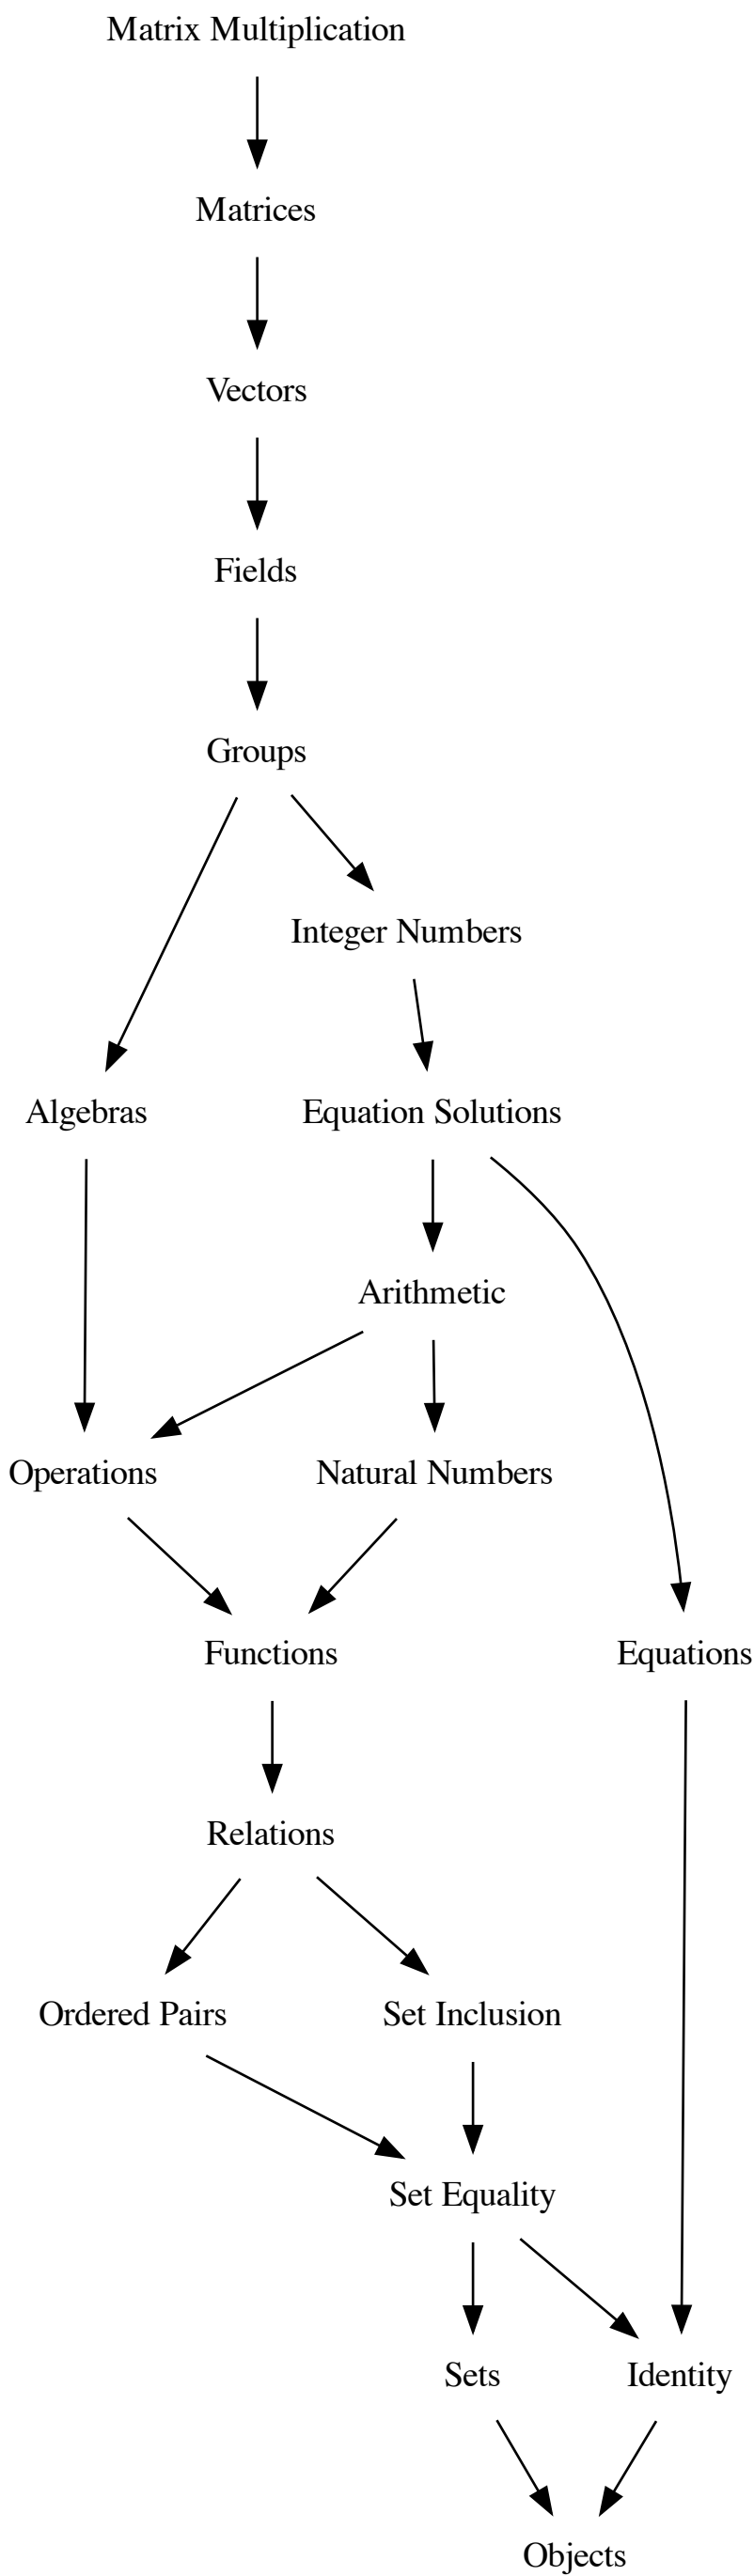 Matrix Multiplication
Matrices
Vectors
Fields
Groups
Integer Numbers
Algebras
Equation Solutions
Arithmetic
Operations
Natural Numbers
Functions
Equations
Relations
Ordered Pairs
Set Inclusion
Set Equality
Sets
Identity
Objects